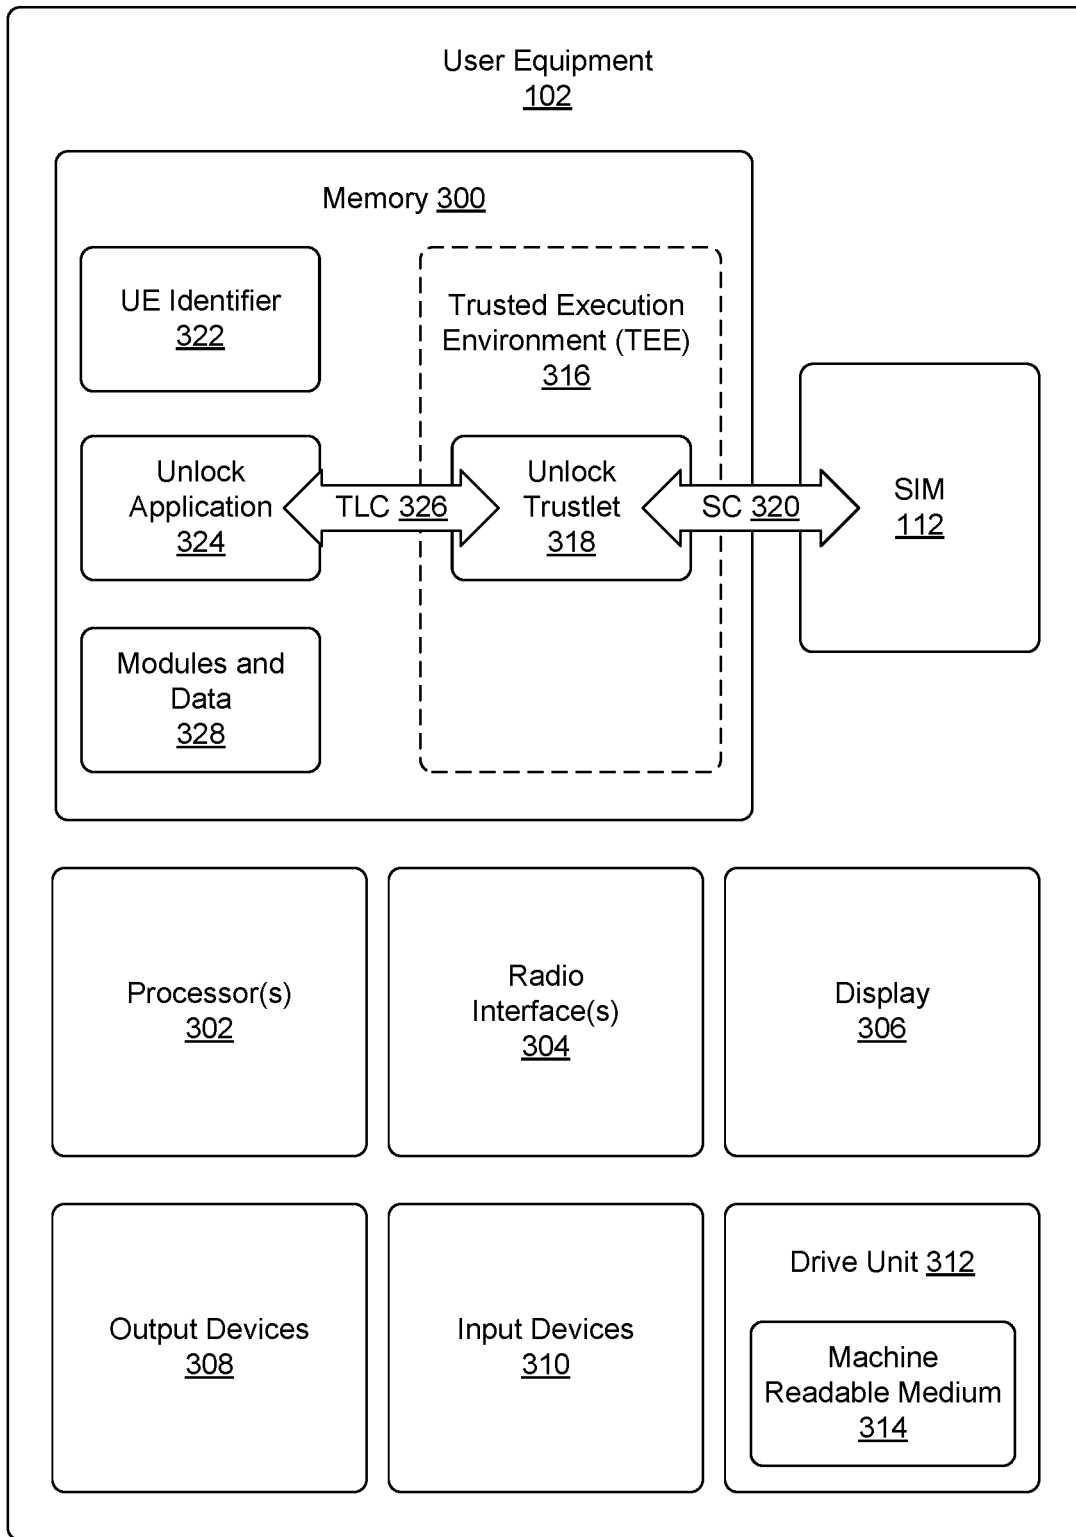 User Equipment
102
Memory 300
UE Identifier
322
Trusted Execution
Environment (TEE)
316
Unlock
Application
324
TLC 326
Unlock
Trustlet
318
SC 320
SIM
112
Modules and
Data
328
Processor(s)
302
Radio
Interface(s)
304
Display
306
Output Devices
308
Input Devices
310
Drive Unit 312
Machine
Readable Medium
314